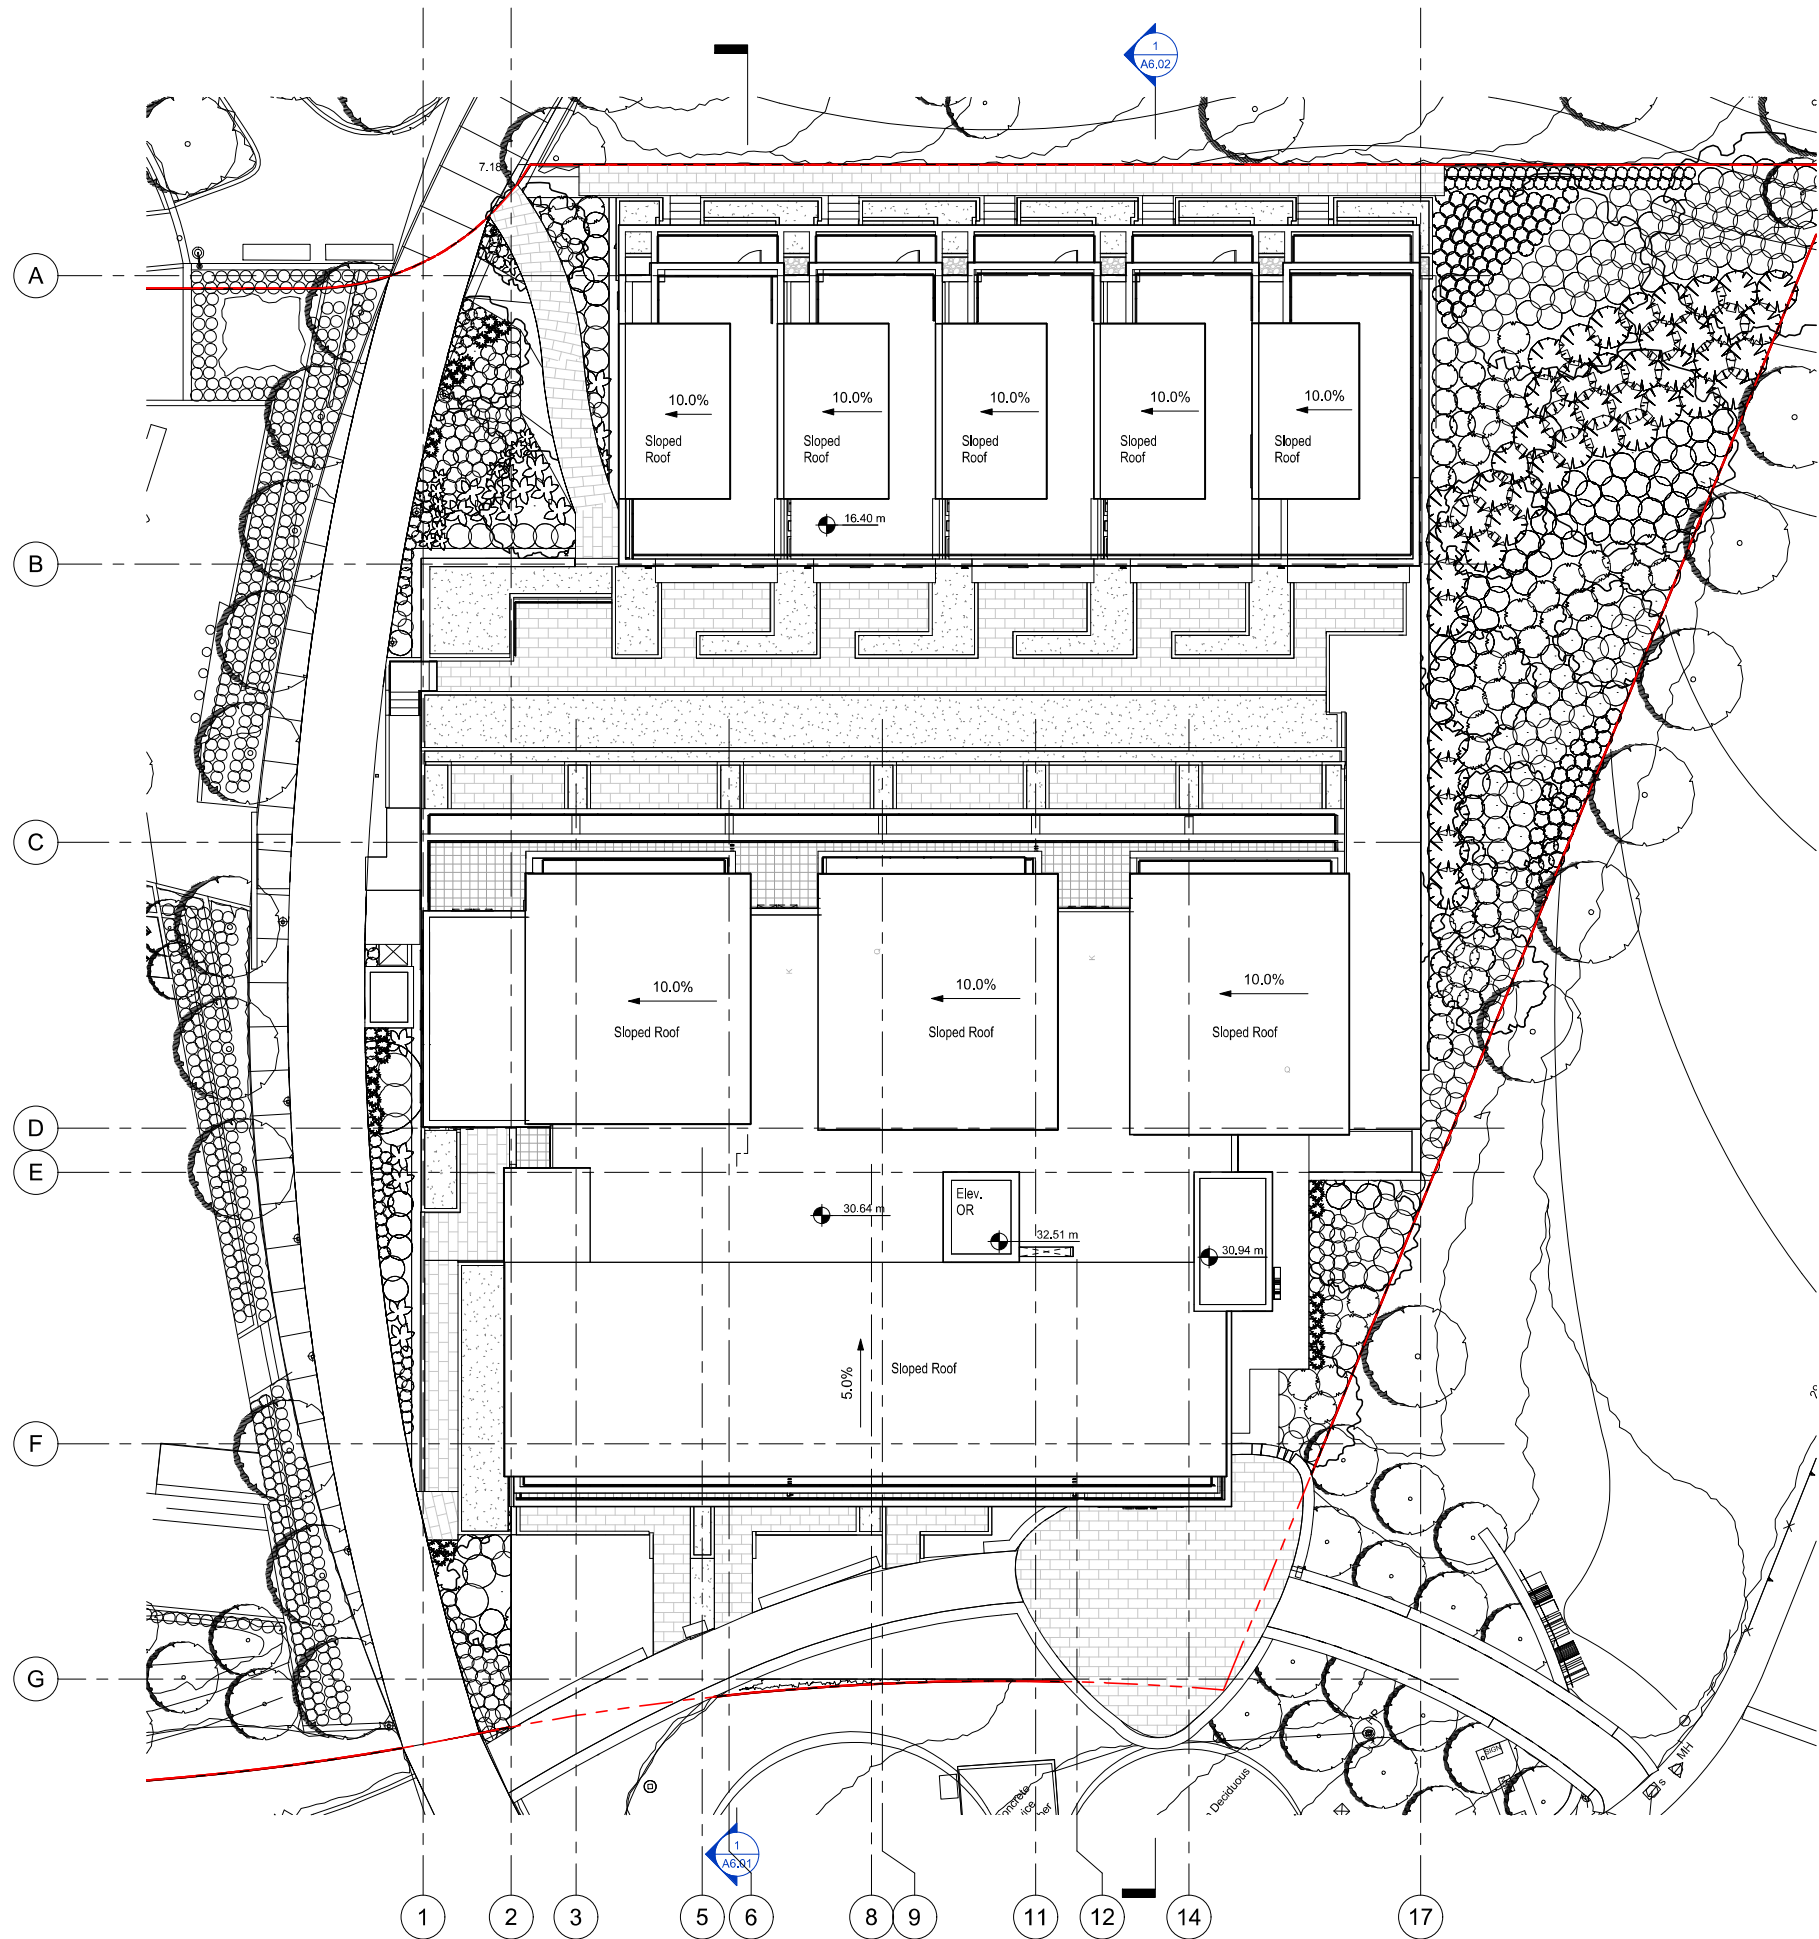 1
A6.02
7.18
A
10.0%
10.0%
10.0%
10.0%
10.0%
Sloped
Roof
Sloped
Roof
Sloped
Roof
Sloped
Roof
Sloped
Roof
16.40 m
B
C
10.0%
10.0%
10.0%
Sloped Roof
Sloped Roof
Sloped Roof
D
E
Elev.
OR
30.64 m
32.51 m
30.94 m
5.0%
Sloped Roof
F
G
SIGN
MH
S
Deciduous
1
A6.01
1
2
3
5
6
8
9
11
12
14
17